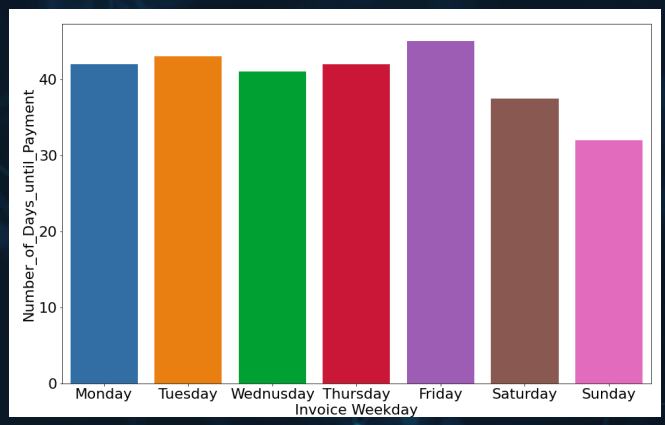 Number_of_Days_until_Payment
40
30
20
10
0
Monday Tuesday Wednusday Thursday Friday Saturday Sunday
Invoice Weekday